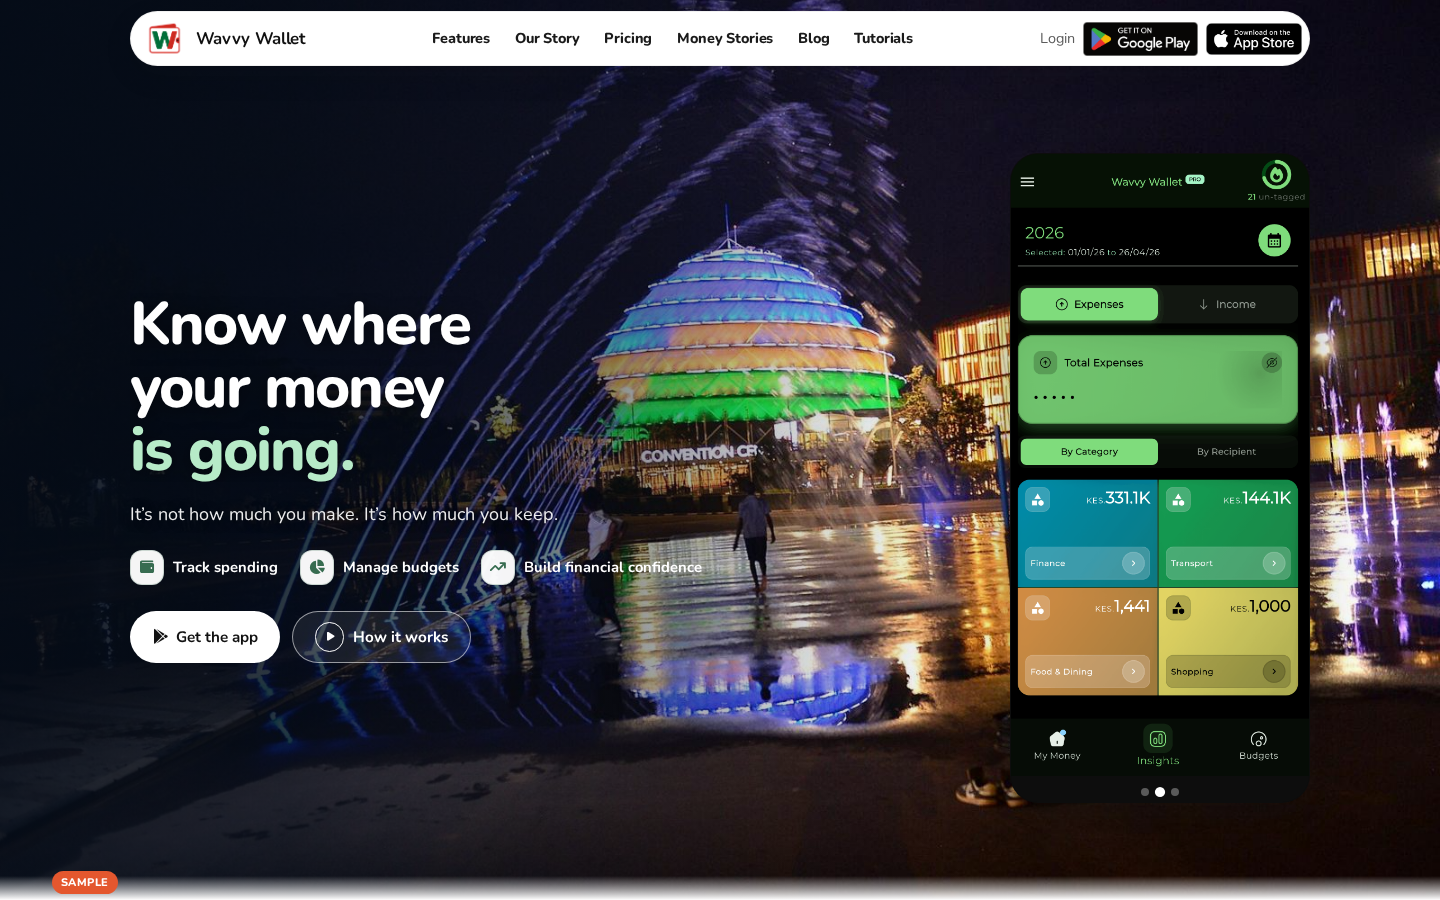 Wavvy Wallet
Features
Our Story
Pricing
Money Stories
Blog
Tutorials
Login
GET IT ON
Google Play
Download on the
App Store
Know where
your money
is going.
It’s not how much you make. It’s how much you keep.
Track spending
Manage budgets
Build financial confidence
Get the app
How it works
CONVENTION CE
Wavvy Wallet PRO
21 un-tagged
2026
Selected: 01/01/26 to 26/04/26
Expenses
Income
Total Expenses
By Category
By Recipient
KES.331.1K
Finance
KES.144.1K
Transport
KES 1,441
Food & Dining
KES.1,000
Shopping
My Money
Insights
Budgets
SAMPLE